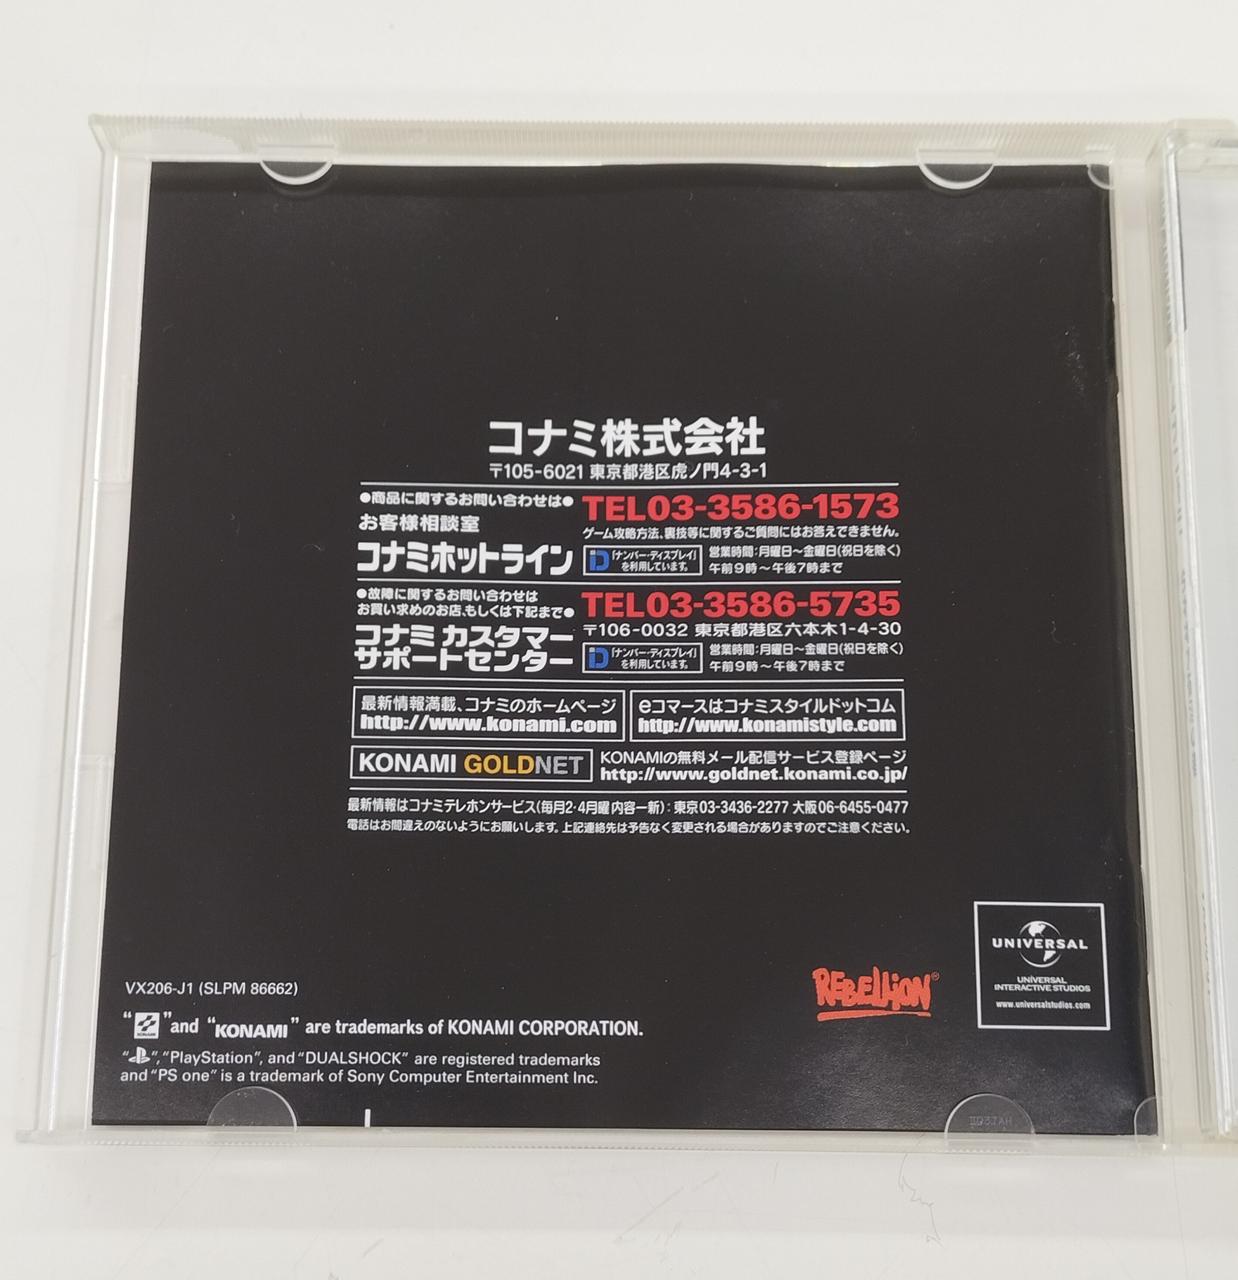 コナミ株式会社
〒105-6021 東京都港区虎ノ門4-3-1
●商品に関するお問い合わせは●
お客様相談室
コナミホットライン
TEL03-3586-1573
ゲーム攻略方法、裏技等に関するご質問にはお答えできません。
「ナンバー・ディスプレイ」
を利用しています。
営業時間:月曜日〜金曜日(祝日を除く)
午前9時〜午後7時まで
●故障に関するお問い合わせは
お買い求めのお店、もしくは下記まで●
コナミ カスタマー
サポートセンター
TEL03-3586-5735
〒106-0032 東京都港区六本木1-4-30
「ナンバー・ディスプレイ」
を利用しています。
営業時間:月曜日〜金曜日(祝日を除く)
午前9時〜午後7時まで
最新情報満載、コナミのホームページ
http://www.konami.com
eコマースはコナミスタイルドットコム
http://www.konamistyle.com
KONAMI GOLDNET
KONAMIの無料メール配信サービス登録ページ
http://www.goldnet.konami.co.jp/
最新情報はコナミテレホンサービス(毎月2・4月曜内容一新):東京03-3436-2277 大阪06-6455-0477
電話はお間違えのないようにお願いします。上記連絡先は予告なく変更される場合がありますのでご注意ください。
UNIVERSAL
UNIVERSAL
INTERACTIVE STUDIOS
www.universalstudios.com
REBELLION®
VX206-J1 (SLPM 86662)
"KONAMI" and "KONAMI" are trademarks of KONAMI CORPORATION.
" ", "PlayStation", and "DUALSHOCK" are registered trademarks
and "PS one" is a trademark of Sony Computer Entertainment Inc.